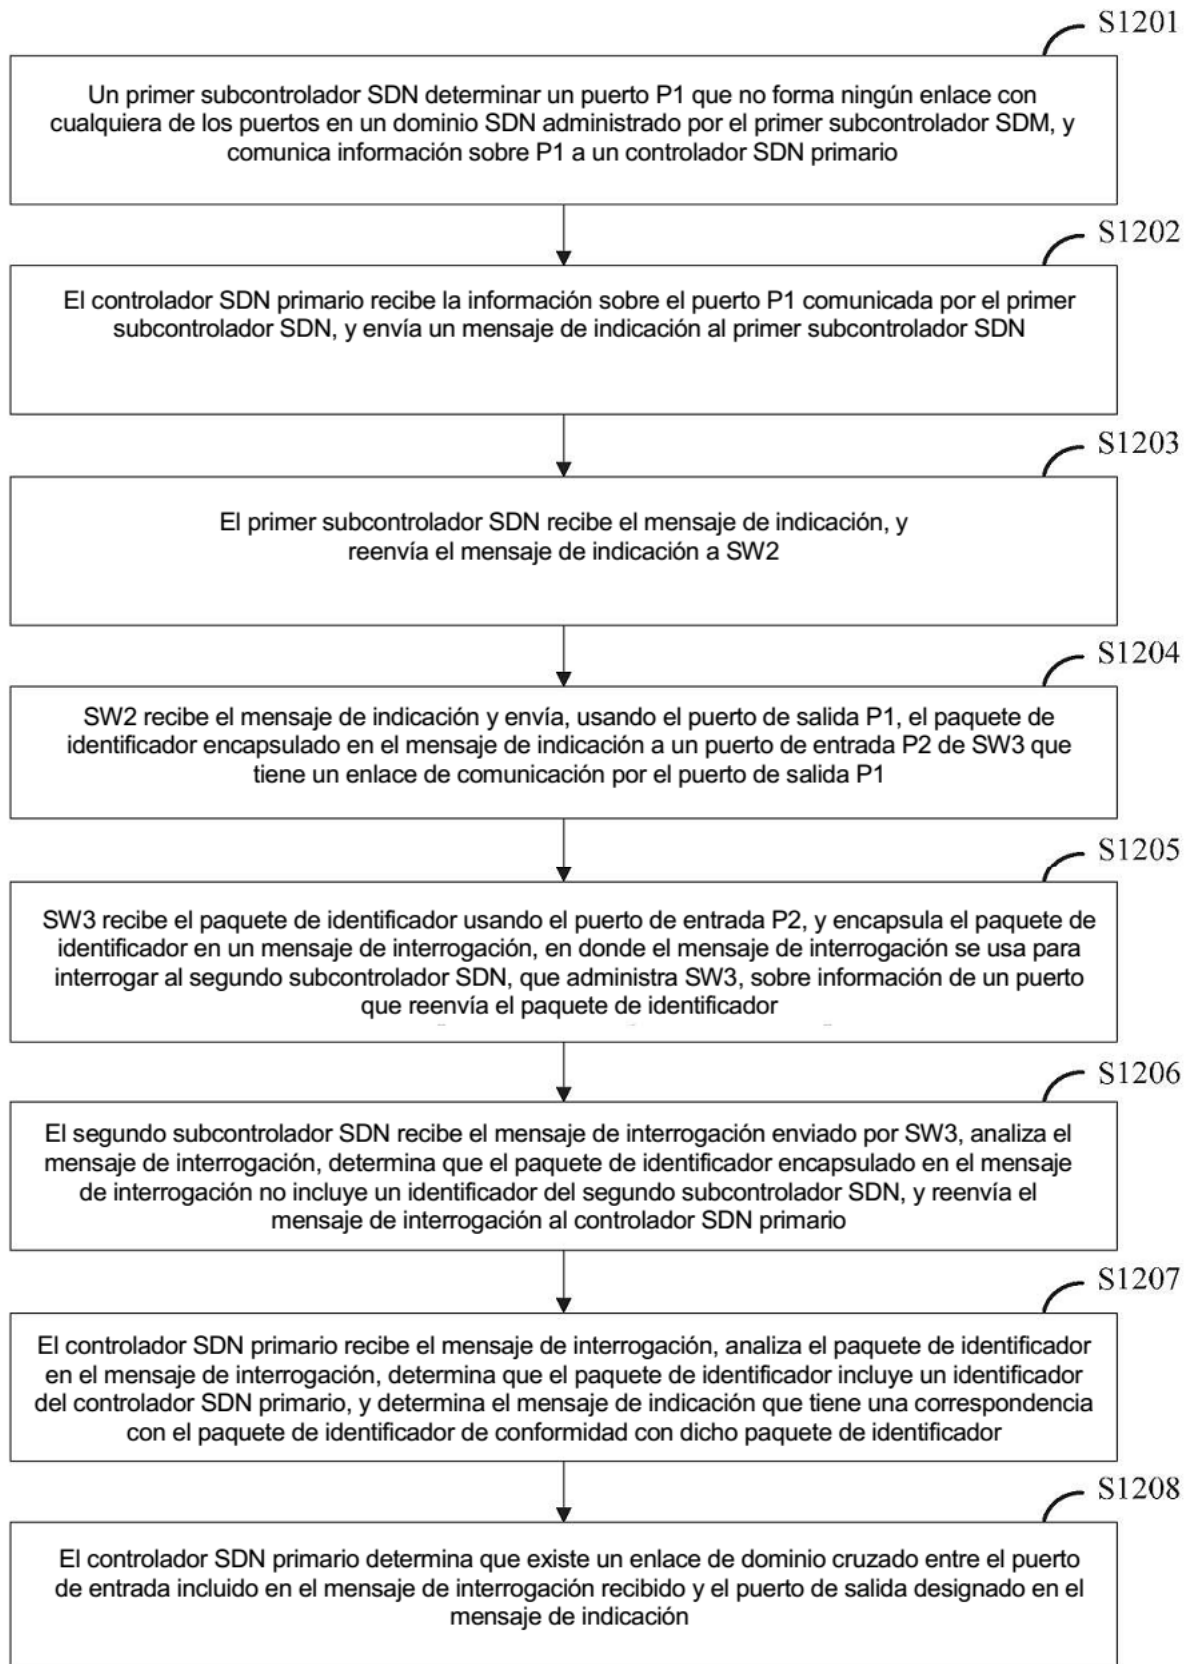 S1201
Un primer subcontrolador SDN determinar un puerto P1 que no forma ningún enlace con
cualquiera de los puertos en un dominio SDN administrado por el primer subcontrolador SDM, y
comunica información sobre P1 a un controlador SDN primario
S1202
El controlador SDN primario recibe la información sobre el puerto P1 comunicada por el primer
subcontrolador SDN, y envía un mensaje de indicación al primer subcontrolador SDN
S1203
El primer subcontrolador SDN recibe el mensaje de indicación, y
reenvía el mensaje de indicación a SW2
S1204
SW2 recibe el mensaje de indicación y envía, usando el puerto de salida P1, el paquete de
identificador encapsulado en el mensaje de indicación a un puerto de entrada P2 de SW3 que
tiene un enlace de comunicación por el puerto de salida P1
S1205
SW3 recibe el paquete de identificador usando el puerto de entrada P2, y encapsula el paquete de
identificador en un mensaje de interrogación, en donde el mensaje de interrogación se usa para
interrogar al segundo subcontrolador SDN, que administra SW3, sobre información de un puerto
que reenvía el paquete de identificador
S1206
El segundo subcontrolador SDN recibe el mensaje de interrogación enviado por SW3, analiza el
mensaje de interrogación, determina que el paquete de identificador encapsulado en el mensaje
de interrogación no incluye un identificador del segundo subcontrolador SDN, y reenvía el
mensaje de interrogación al controlador SDN primario
S1207
El controlador SDN primario recibe el mensaje de interrogación, analiza el paquete de identificador
en el mensaje de interrogación, determina que el paquete de identificador incluye un identificador
del controlador SDN primario, y determina el mensaje de indicación que tiene una correspondencia
con el paquete de identificador de conformidad con dicho paquete de identificador
S1208
El controlador SDN primario determina que existe un enlace de dominio cruzado entre el puerto
de entrada incluido en el mensaje de interrogación recibido y el puerto de salida designado en el
mensaje de indicación